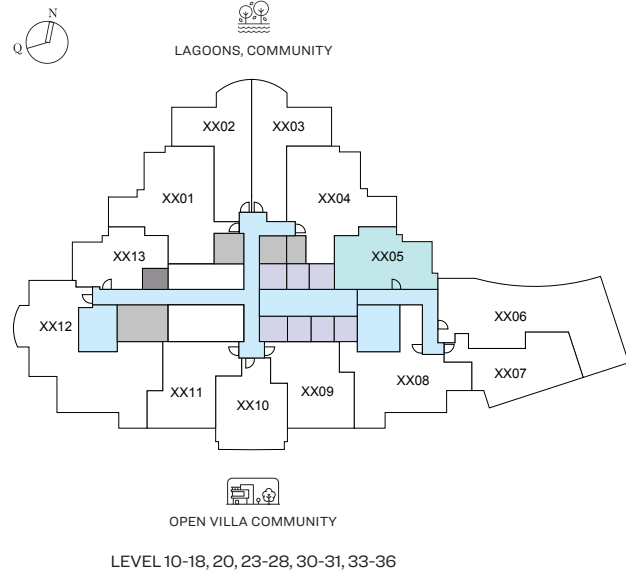 N
Q
LAGOONS, COMMUNITY
XX02 XX03
XX01 XX04
XX13 XX05
XX12 XX06
XX11 XX10 XX09 XX08 XX07
OPEN VILLA COMMUNITY
LEVEL 10-18, 20, 23-28, 30-31, 33-36